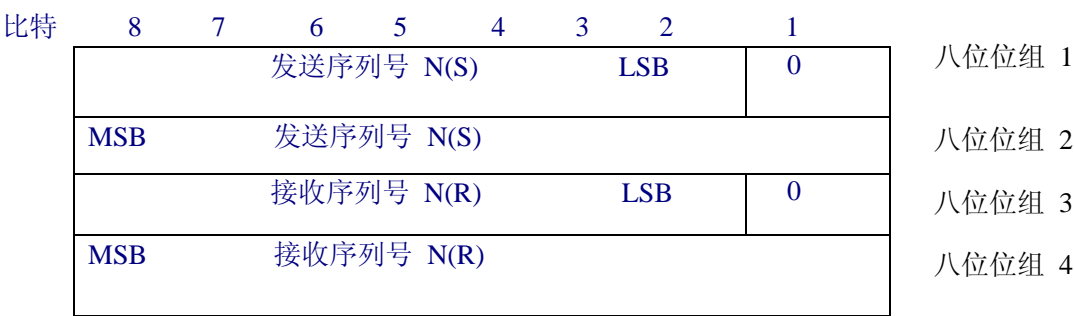 比特 8 7 6 5 4 3 2 1
发送序列号 N(S) LSB 0 八位位组 1
MSB 发送序列号 N(S) 八位位组 2
接收序列号 N(R) LSB 0 八位位组 3
MSB 接收序列号 N(R) 八位位组 4